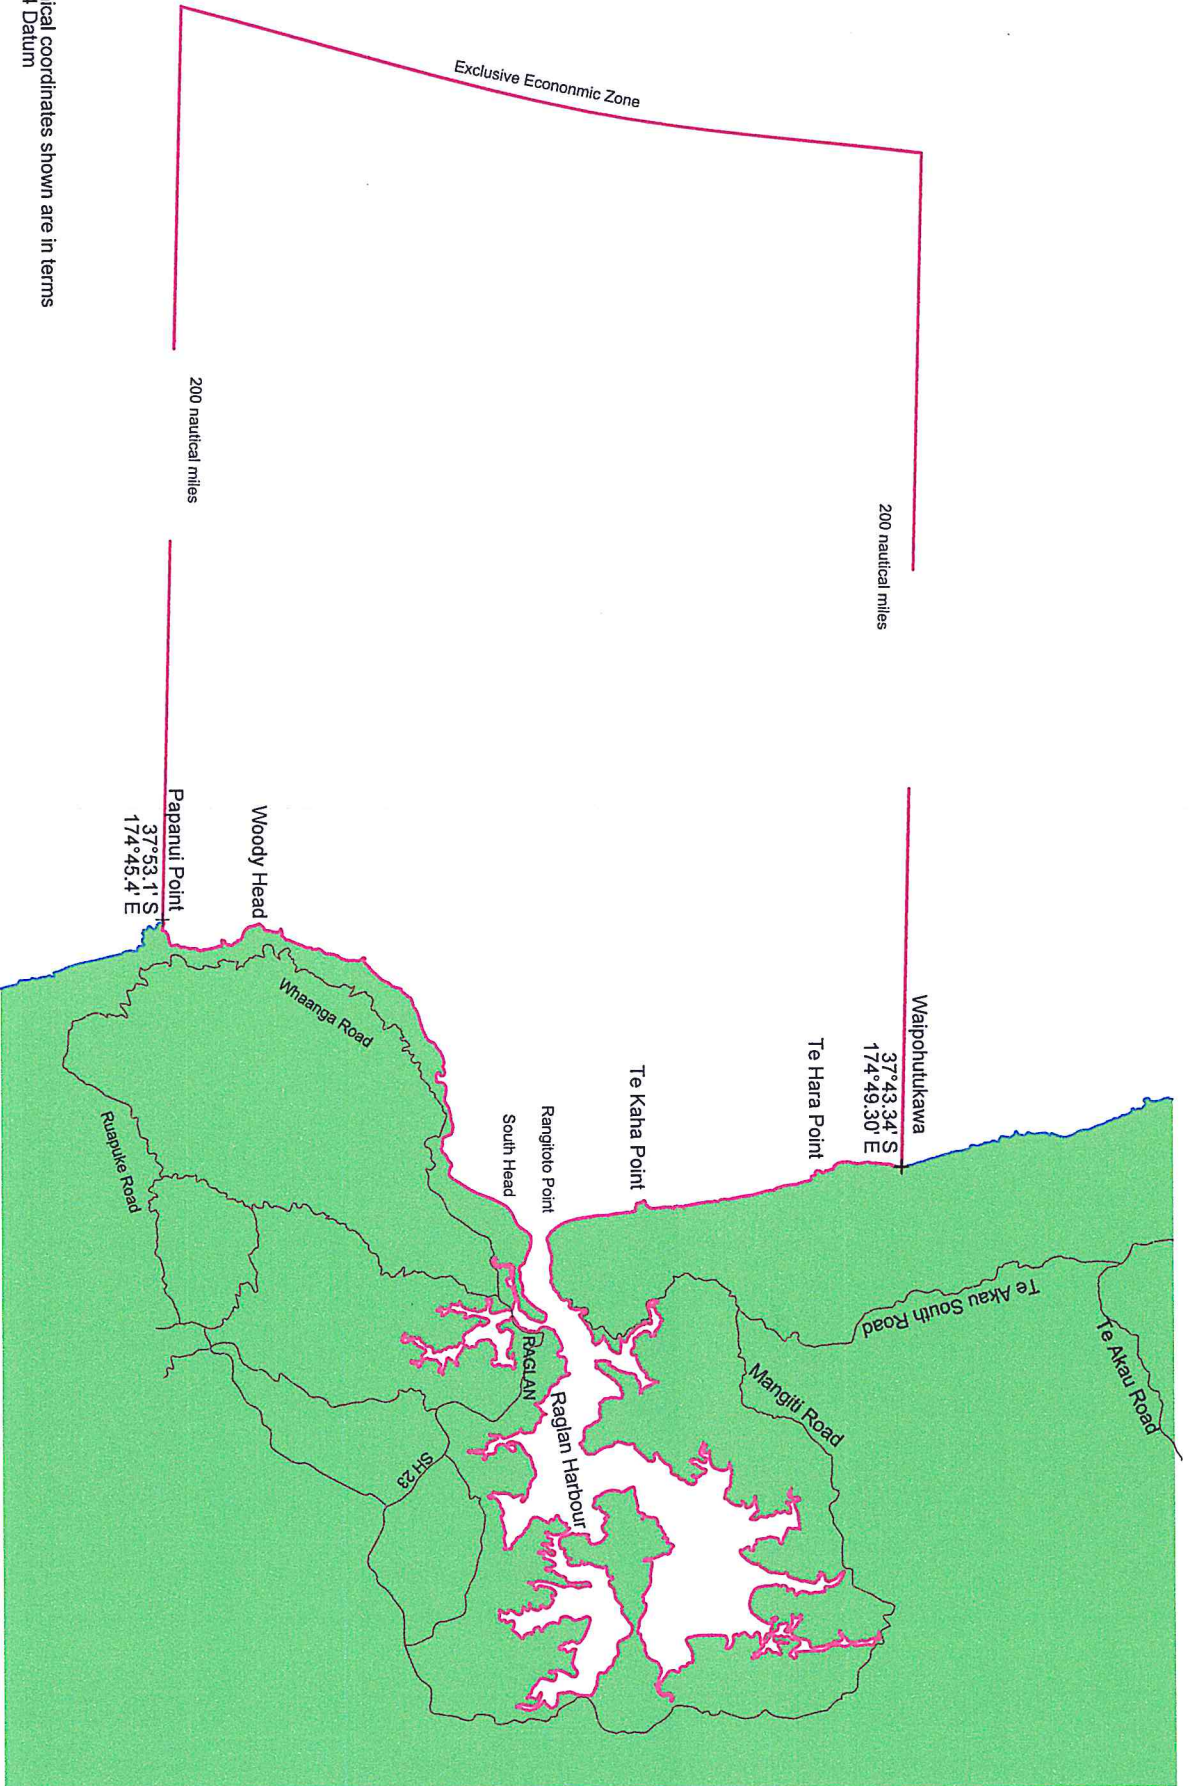 Exclusive Econonmic Zone
200 nautical miles
200 nautical miles
Waipohutukawa
37°43.34' S
174°49.30' E
Te Hara Point
Te Kaha Point
Rangitoto Point
South Head
Woody Head
Papanui Point
37°53.1' S
174°45.4' E
Te Akau Road
Te Akau South Road
Mangiti Road
Raglan Harbour
RAGLAN
SH 23
Whaanga Road
Ruapuke Road
coordinates shown are in terms
Datum